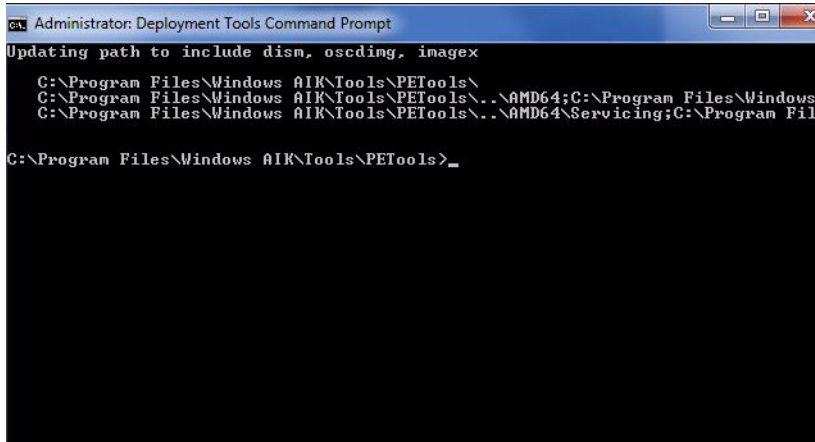 Administrator: Deployment Tools Command Prompt
Updating path to include dism, oscdimg, imagex
C:\Program Files\Windows AIK\Tools\PETools\
C:\Program Files\Windows AIK\Tools\PETools\..\AMD64;C:\Program Files\Windows
C:\Program Files\Windows AIK\Tools\PETools\..\AMD64\Servicing;C:\Program Fil
C:\Program Files\Windows AIK\Tools\PETools>_